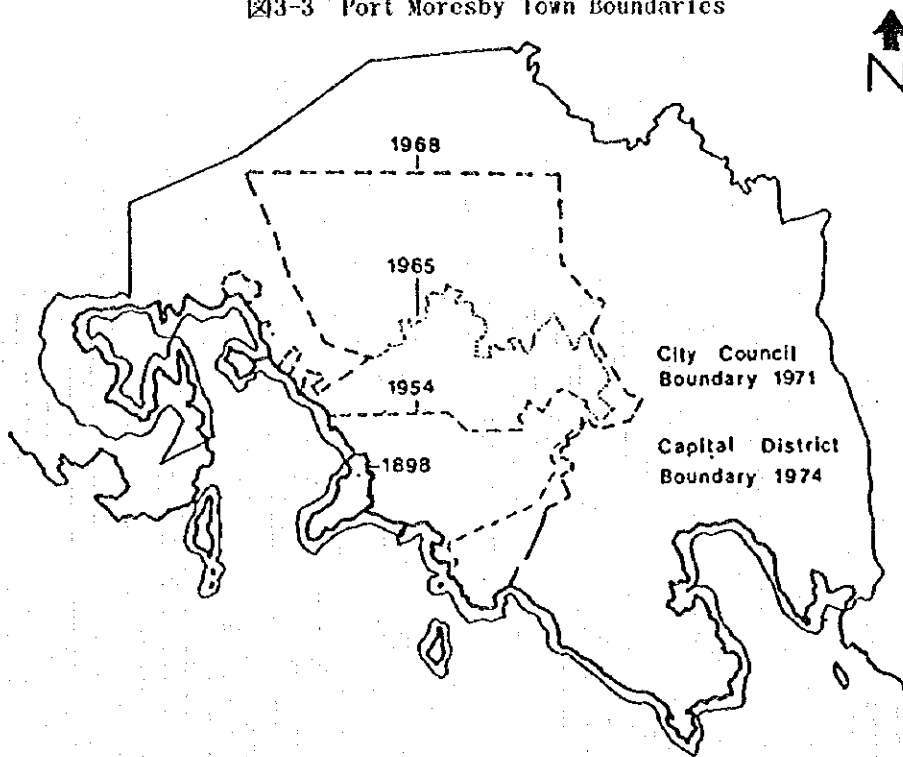 図3-3 Port Moresby Town Boundaries
N
1968
1965
City Council
Boundary 1971
1954
Capital District
Boundary 1974
1898